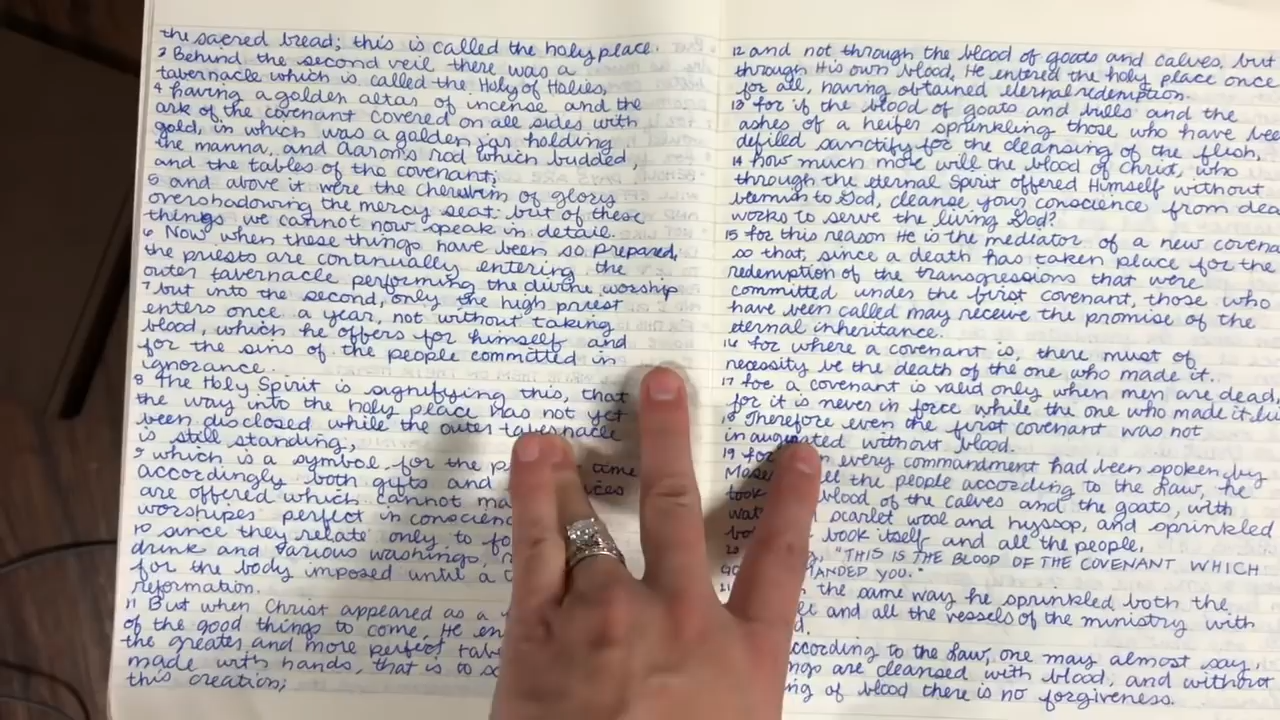 the sacred bread; this is called the holy place.
3 Behind the second veil there was a
tabernacle which is called the Holy of Holies,
4 having a golden altar of incense and the
ark of the covenant covered on all sides with
gold, in which was a golden jar holding
the manna, and Aaron's rod which budded,
and the tables of the covenant;
5 and above it were the cherubim of glory
overshadowing the mercy seat; but of these
things we cannot now speak in detail.
6 Now when these things have been so prepared,
the priests are continually entering the
outer tabernacle performing the divine worship
7 but into the second, only the high priest
enters once a year, not without taking
blood, which he offers for himself and
for the sins of the people committed in
ignorance.
8 The Holy Spirit is signifying this, that
the way into the holy place has not yet
been disclosed while the outer tabernacle
is still standing;
9 which is a symbol for the time
accordingly both gifts and
are offered which cannot
worshiper perfect in
10 since they relate only to
drink and various washings,
for the body imposed until a
reformation.
11 But when Christ appeared as a
of the good things to come, He
the greater and more perfect
made with hands, that is to
this creation;
12 and not through the blood of goats and calves, but
through His own blood, He entered the holy place once
for all, having obtained eternal redemption.
13 for if the blood of goats and bulls and the
ashes of a heifer sprinkling those who have
defiled sanctify for the cleansing of the flesh,
14 how much more will the blood of Christ, who
through the eternal Spirit offered Himself without
blemish to God, cleanse your conscience from
works to serve the living God?
15 for this reason He is the mediator of a new
so that, since a death has taken place for the
redemption of the transgressions that were
committed under the first covenant, those who
have been called may receive the promise of the
eternal inheritance.
16 for where a covenant is, there must of
necessity be the death of the one who made it.
17 for a covenant is valid only when men are dead,
for it is never in force while the one who made it
18 Therefore even the first covenant was not
inaugurated without blood.
19 for every commandment had been spoken by
the people according to the Law, he
took blood of the calves and the goats, with
scarlet wool and hyssop, and sprinkled
book itself and all the people,
20 "THIS IS THE BLOOD OF THE COVENANT WHICH
YOU."
21 the same way he sprinkled both the
and all the vessels of the ministry with
according to the Law, one may almost say,
are cleansed with blood, and without
of blood there is no forgiveness.